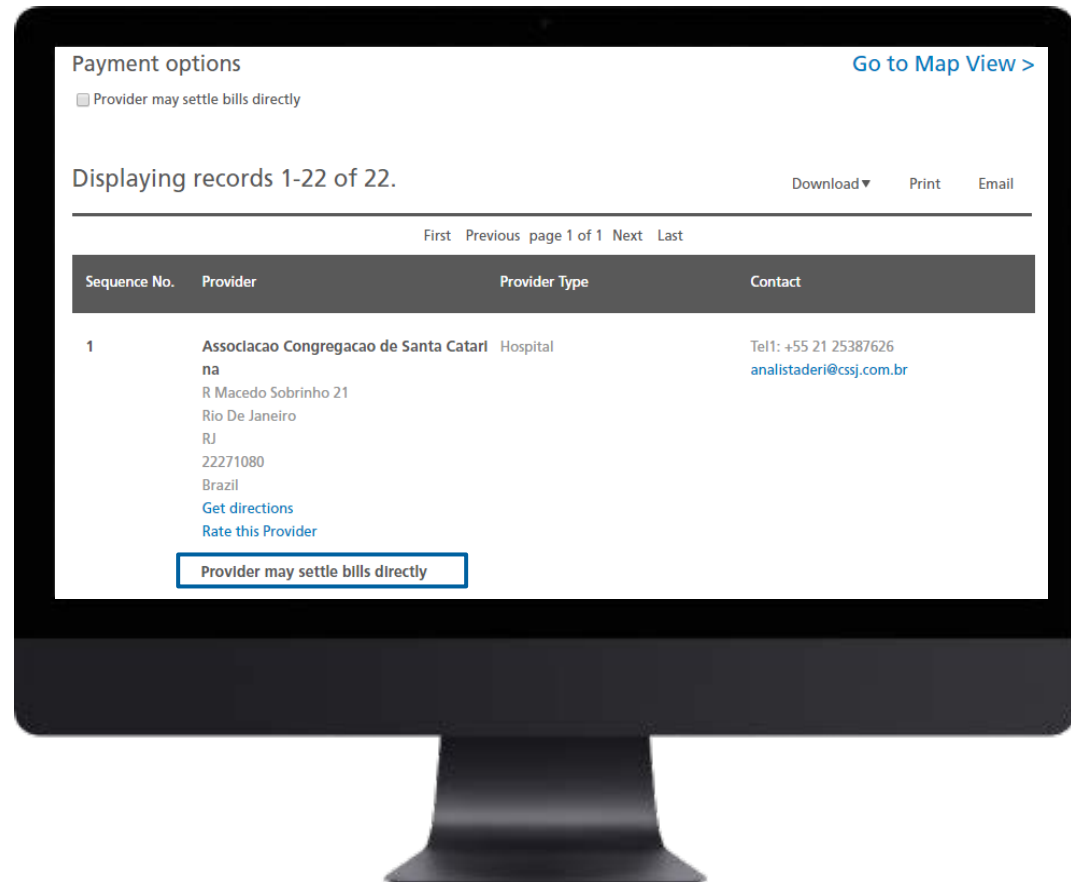 Payment options
Go to Map View >
Provider may settle bills directly
Displaying records 1-22 of 22.
Download▼ Print Email
First Previous page 1 of 1 Next Last
Sequence No. Provider Provider Type Contact
1 Associacao Congregacao de Santa Catari Hospital Tel1: +55 21 25387626
na analistaderi@cssj.com.br
R Macedo Sobrinho 21
Rio De Janeiro
RJ
22271080
Brazil
Get directions
Rate this Provider
Provider may settle bills directly